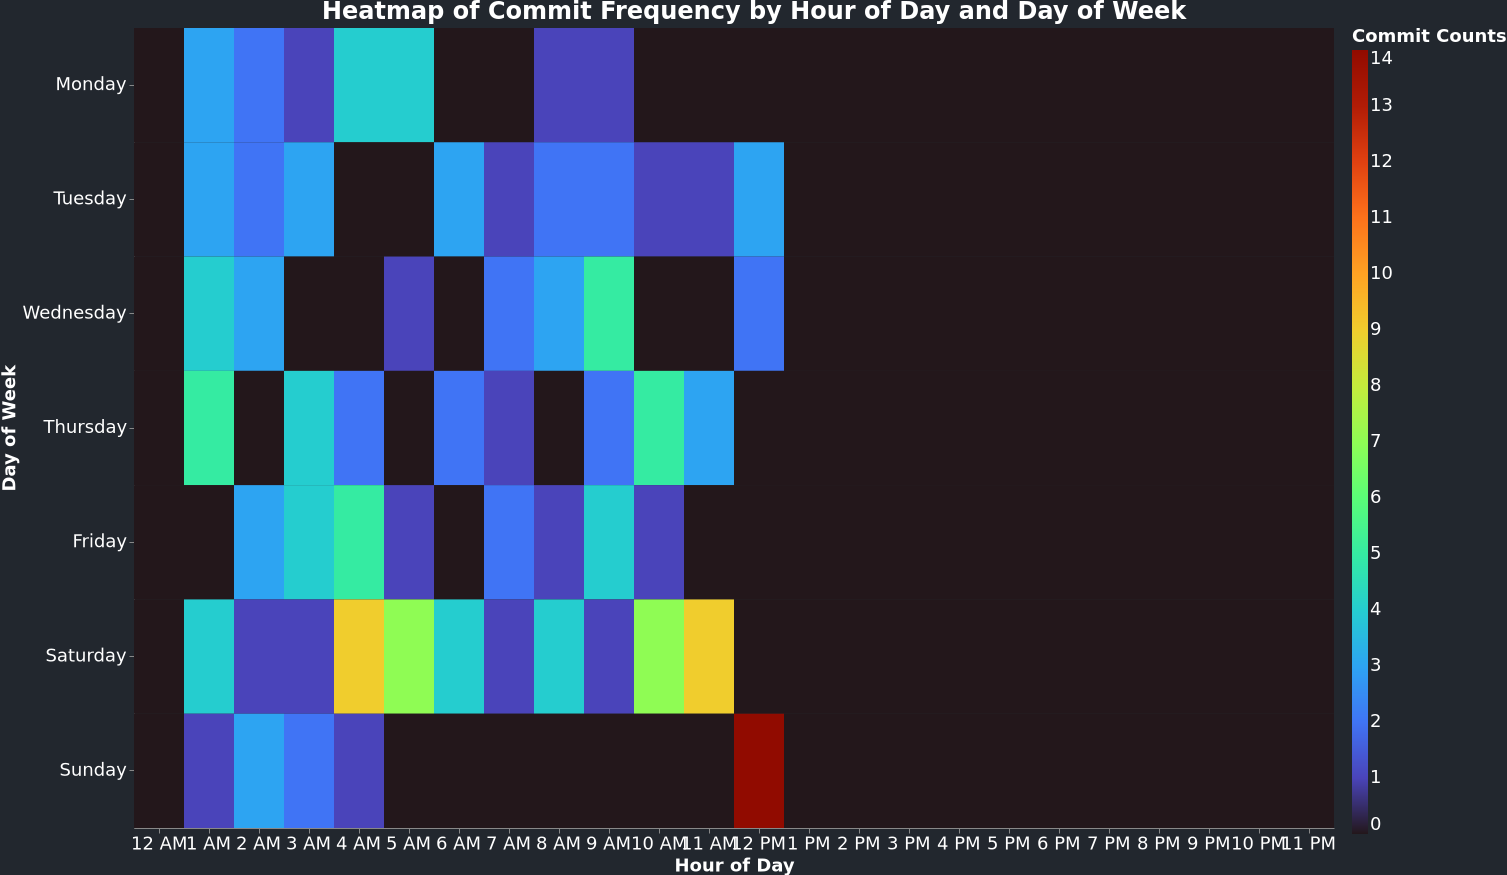 Heatmap of Commit Frequency by Hour of Day and Day of Week
Commit Counts
14
13
12
11
10
9
8
7
6
5
4
3
2
1
0
Day of Week
Monday
Tuesday
Wednesday
Thursday
Friday
Saturday
Sunday
12 AM 1 AM 2 AM 3 AM 4 AM 5 AM 6 AM 7 AM 8 AM 9 AM 10 AM 11 AM 12 PM 1 PM 2 PM 3 PM 4 PM 5 PM 6 PM 7 PM 8 PM 9 PM 10 PM 11 PM
Hour of Day